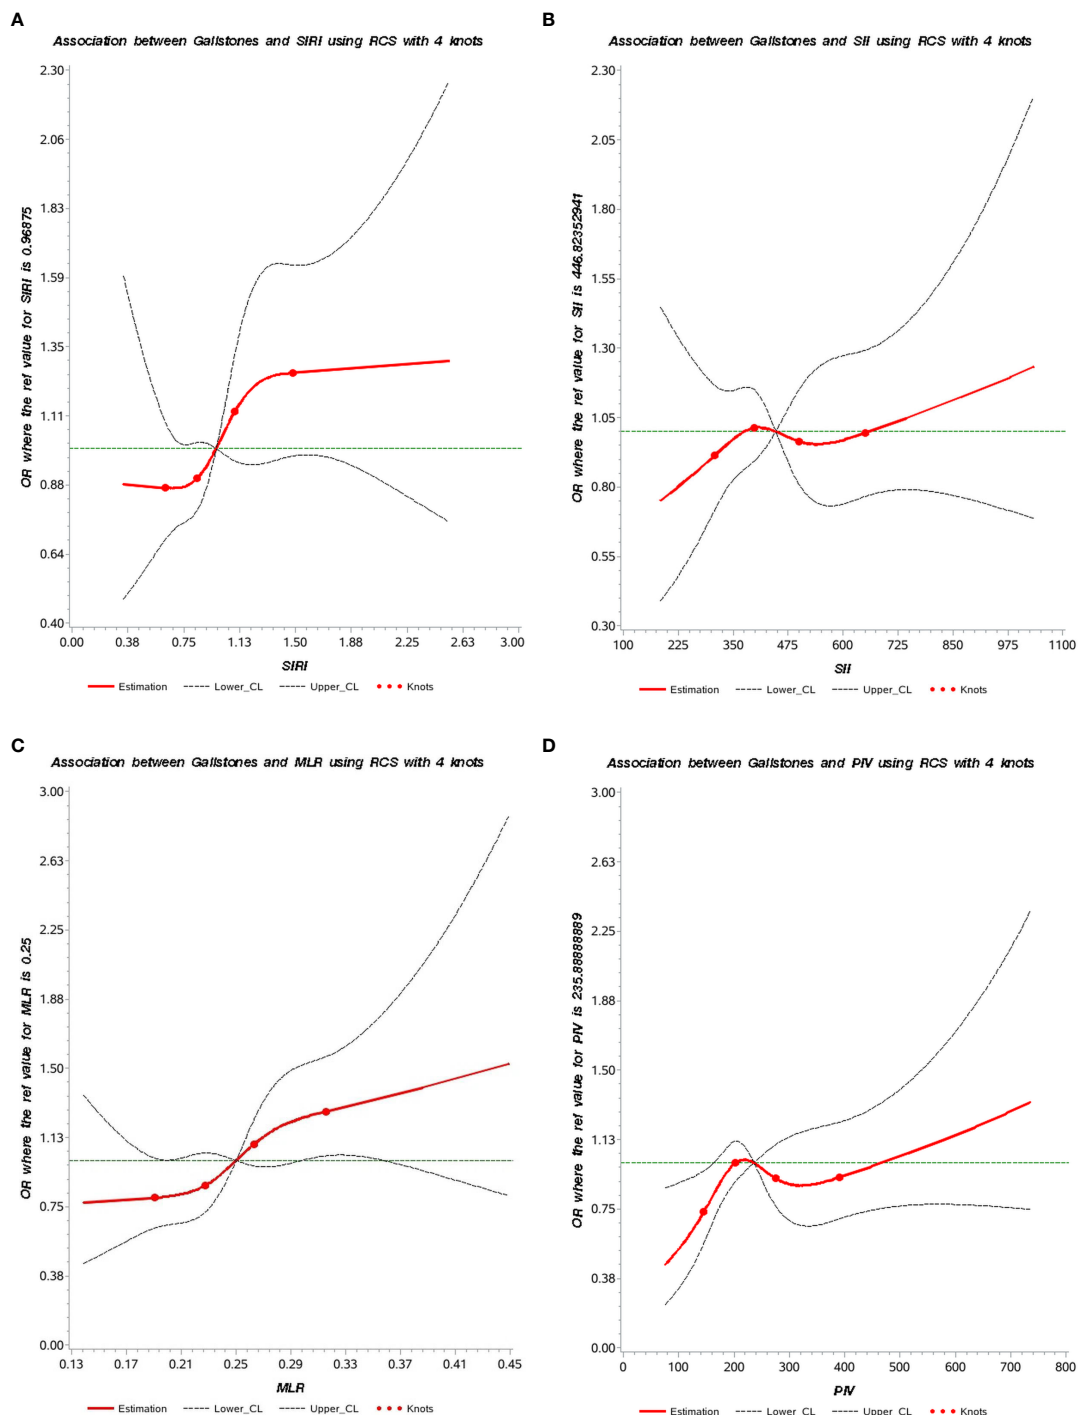 A
Association between Gallstones and SIRI using RCS with 4 knots
OR where the ref value for SIRI is 0.96875
2.30
2.06
1.83
1.59
1.35
1.11
0.88
0.64
0.40
0.00 0.38 0.75 1.13 1.50 1.88 2.25 2.63 3.00
SIRI
Estimation Lower_CL Upper_CL Knots
B
Association between Gallstones and SII using RCS with 4 knots
OR where the ref value for SII is 446.82352941
2.30
2.05
1.80
1.55
1.30
1.05
0.80
0.55
0.30
100 225 350 475 600 725 850 975 1100
SII
Estimation Lower_CL Upper_CL Knots
C
Association between Gallstones and MLR using RCS with 4 knots
OR where the ref value for MLR is 0.25
3.00
2.63
2.25
1.88
1.50
1.13
0.75
0.38
0.00
0.13 0.17 0.21 0.25 0.29 0.33 0.37 0.41 0.45
MLR
Estimation Lower_CL Upper_CL Knots
D
Association between Gallstones and PIV using RCS with 4 knots
OR where the ref value for PIV is 235.88888889
3.00
2.63
2.25
1.88
1.50
1.13
0.75
0.38
0.00
0 100 200 300 400 500 600 700 800
PIV
Estimation Lower_CL Upper_CL Knots